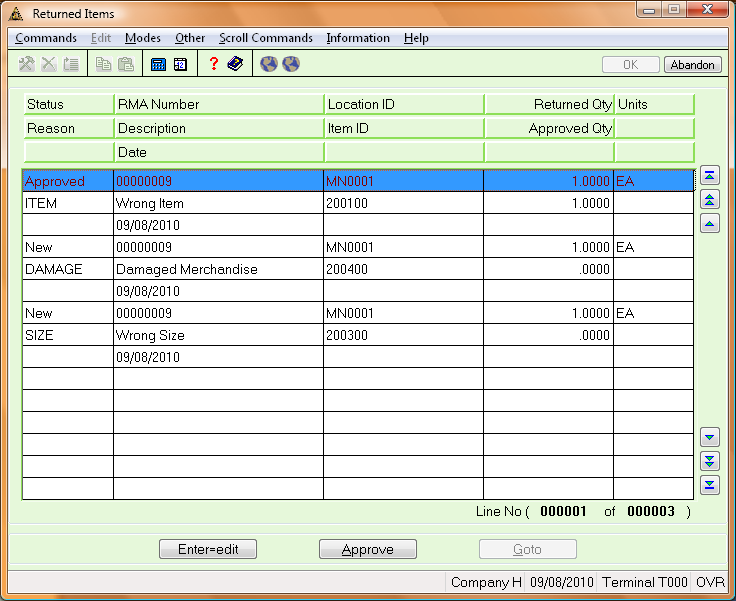 Returned Items
Commands Edit Modes Other Scroll Commands Information Help
? OK Abandon
Status RMA Number Location ID Returned Qty Units
Reason Description Item ID Approved Qty
Date
Approved 00000009 MN0001 1.0000 EA
ITEM Wrong Item 200100 1.0000
09/08/2010
New 00000009 MN0001 1.0000 EA
DAMAGE Damaged Merchandise 200400 .0000
09/08/2010
New 00000009 MN0001 1.0000 EA
SIZE Wrong Size 200300 .0000
09/08/2010
Line No ( 000001 of 000003 )
Enter=edit Approve Goto
Company H 09/08/2010 Terminal T000 OVR